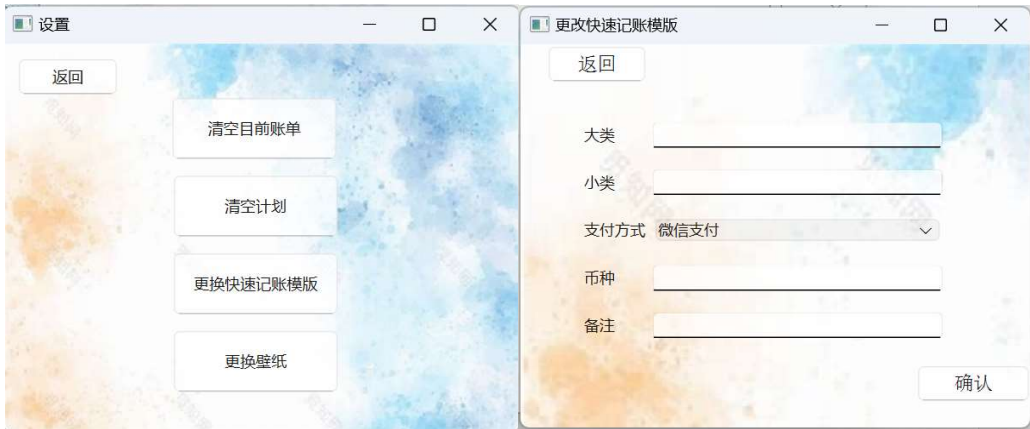 设置
返回
清空目前账单
清空计划
更换快速记账模版
更换壁纸
更改快速记账模版
返回
大类
小类
支付方式 微信支付
币种
备注
确认